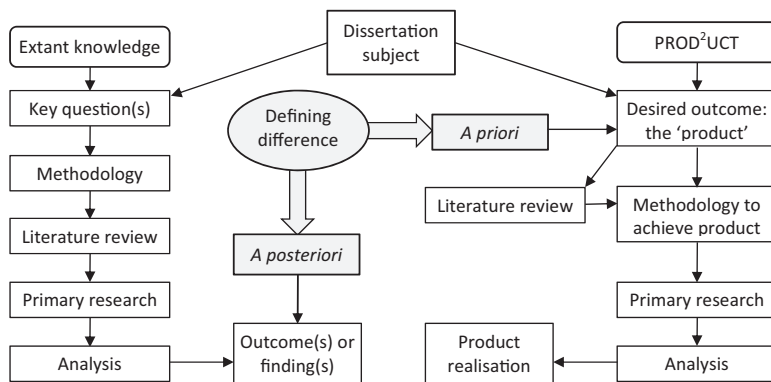 Extant knowledge
Key question(s)
Methodology
Literature review
Primary research
Analysis
Dissertation
subject
Defining
difference
A priori
A posteriori
Outcome(s) or
finding(s)
PROD²UCT
Desired outcome:
the ‘product’
Literature review
Methodology to
achieve product
Primary research
Analysis
Product
realisation